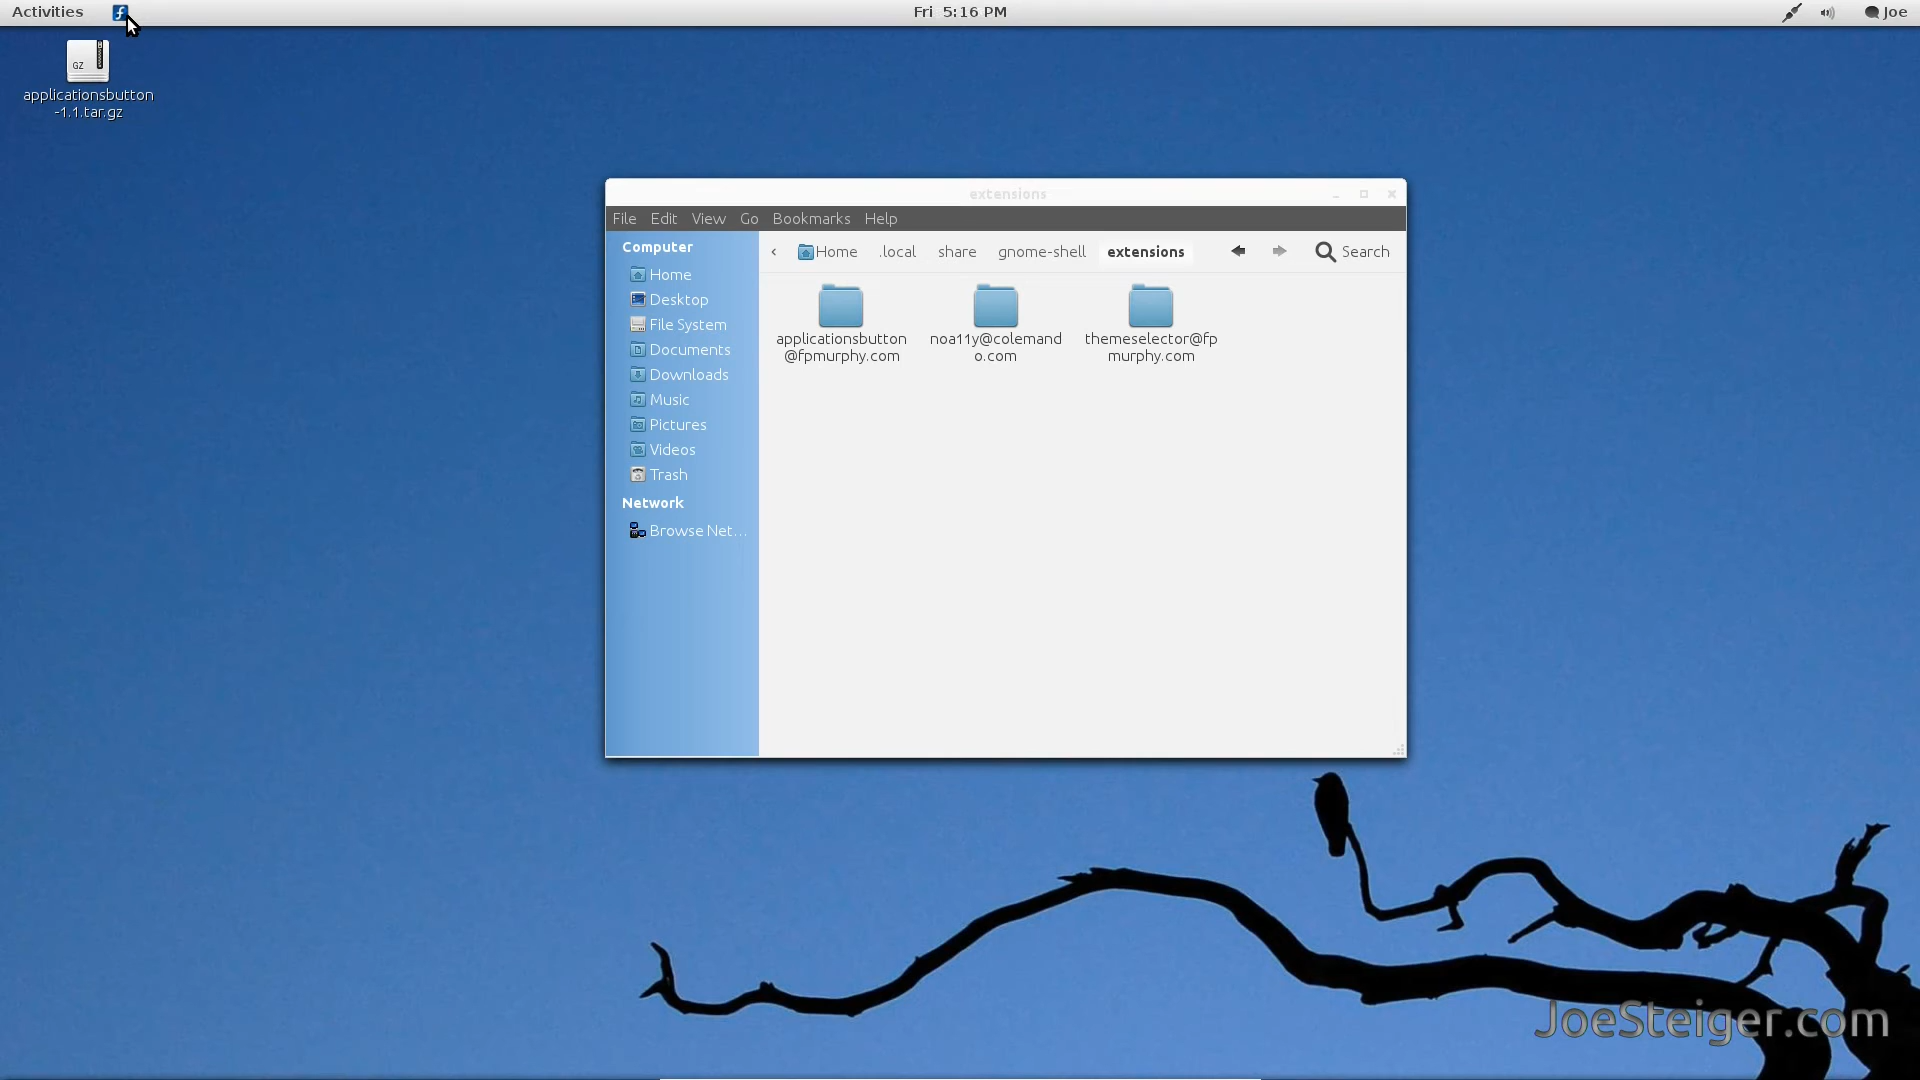 Activities
Fri 5:16 PM
Joe
GZ
applicationsbutton
-1.1.tar.gz
extensions
File Edit View Go Bookmarks Help
Computer
Home
Desktop
File System
Documents
Downloads
Music
Pictures
Videos
Trash
Network
Browse Net...
Home .local share gnome-shell extensions Search
applicationsbutton
@fpmurphy.com
noa11y@colemand
o.com
themeselector@fp
murphy.com
JoeSteiger.com